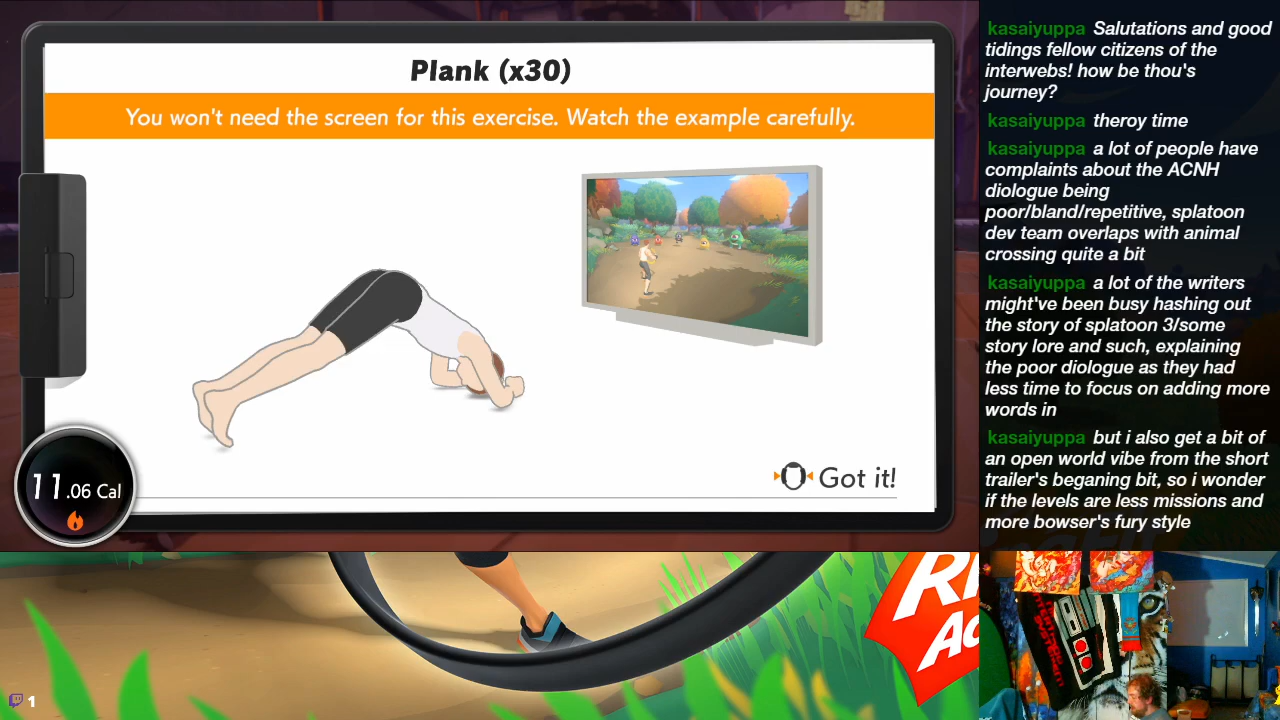 Plank (x30)
You won't need the screen for this exercise. Watch the example carefully.
Got it!
11.06 Cal
1
kasaiyuppa Salutations and good
tidings fellow citizens of the
interwebs! how be thou's
journey?
kasaiyuppa theroy time
kasaiyuppa a lot of people have
complaints about the ACNH
diologue being
poor/bland/repetitive, splatoon
dev team overlaps with animal
crossing quite a bit
kasaiyuppa a lot of the writers
might've been busy hashing out
the story of splatoon 3/some
story lore and such, explaining
the poor diologue as they had
less time to focus on adding more
words in
kasaiyuppa but i also get a bit of
an open world vibe from the short
trailer's beganing bit, so i wonder
if the levels are less missions and
more bowser's fury style